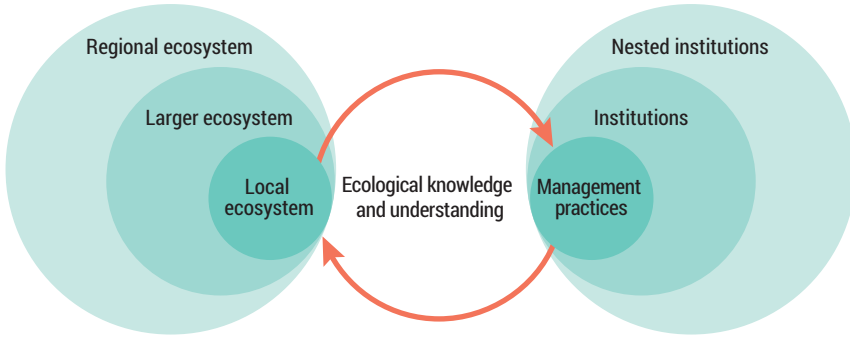 Regional ecosystem
Nested institutions
Larger ecosystem
Institutions
Local
ecosystem
Ecological knowledge
and understanding
Management
practices